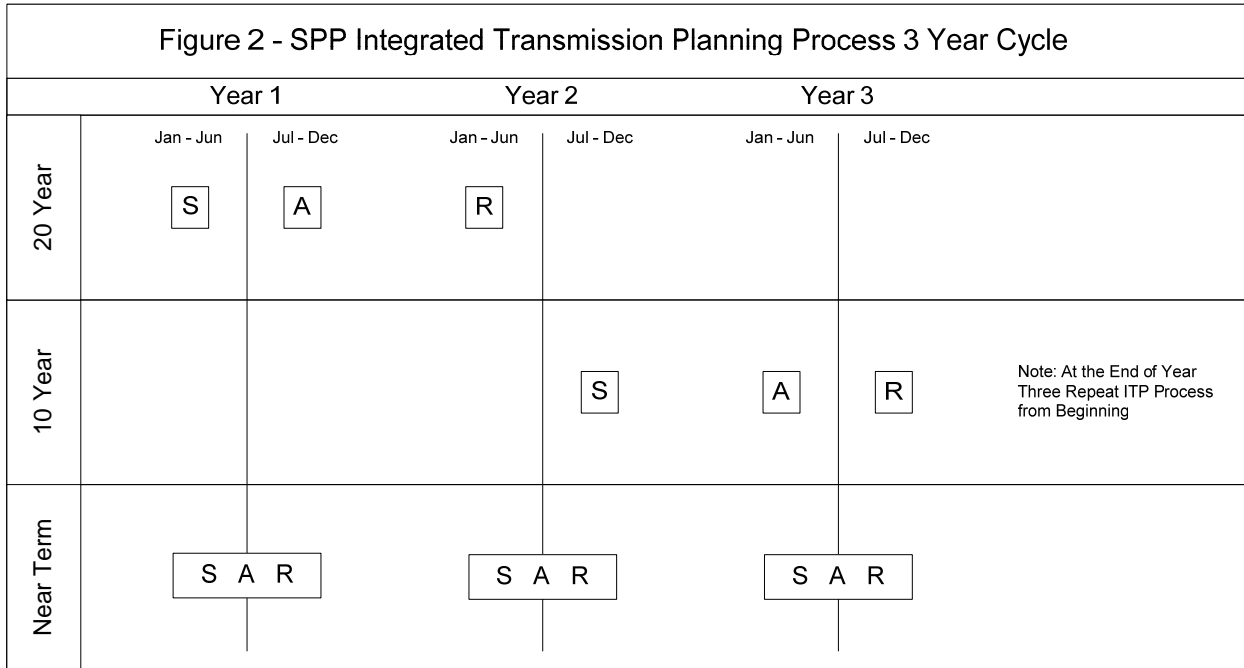 Figure 2 - SPP Integrated Transmission Planning Process 3 Year Cycle
Year 1 Year 2 Year 3
Jan - Jun Jul - Dec Jan - Jun Jul - Dec Jan - Jun Jul - Dec
20 Year
S A R
10 Year
S A R
Note: At the End of Year
Three Repeat ITP Process
from Beginning
Near Term
S A R S A R S A R